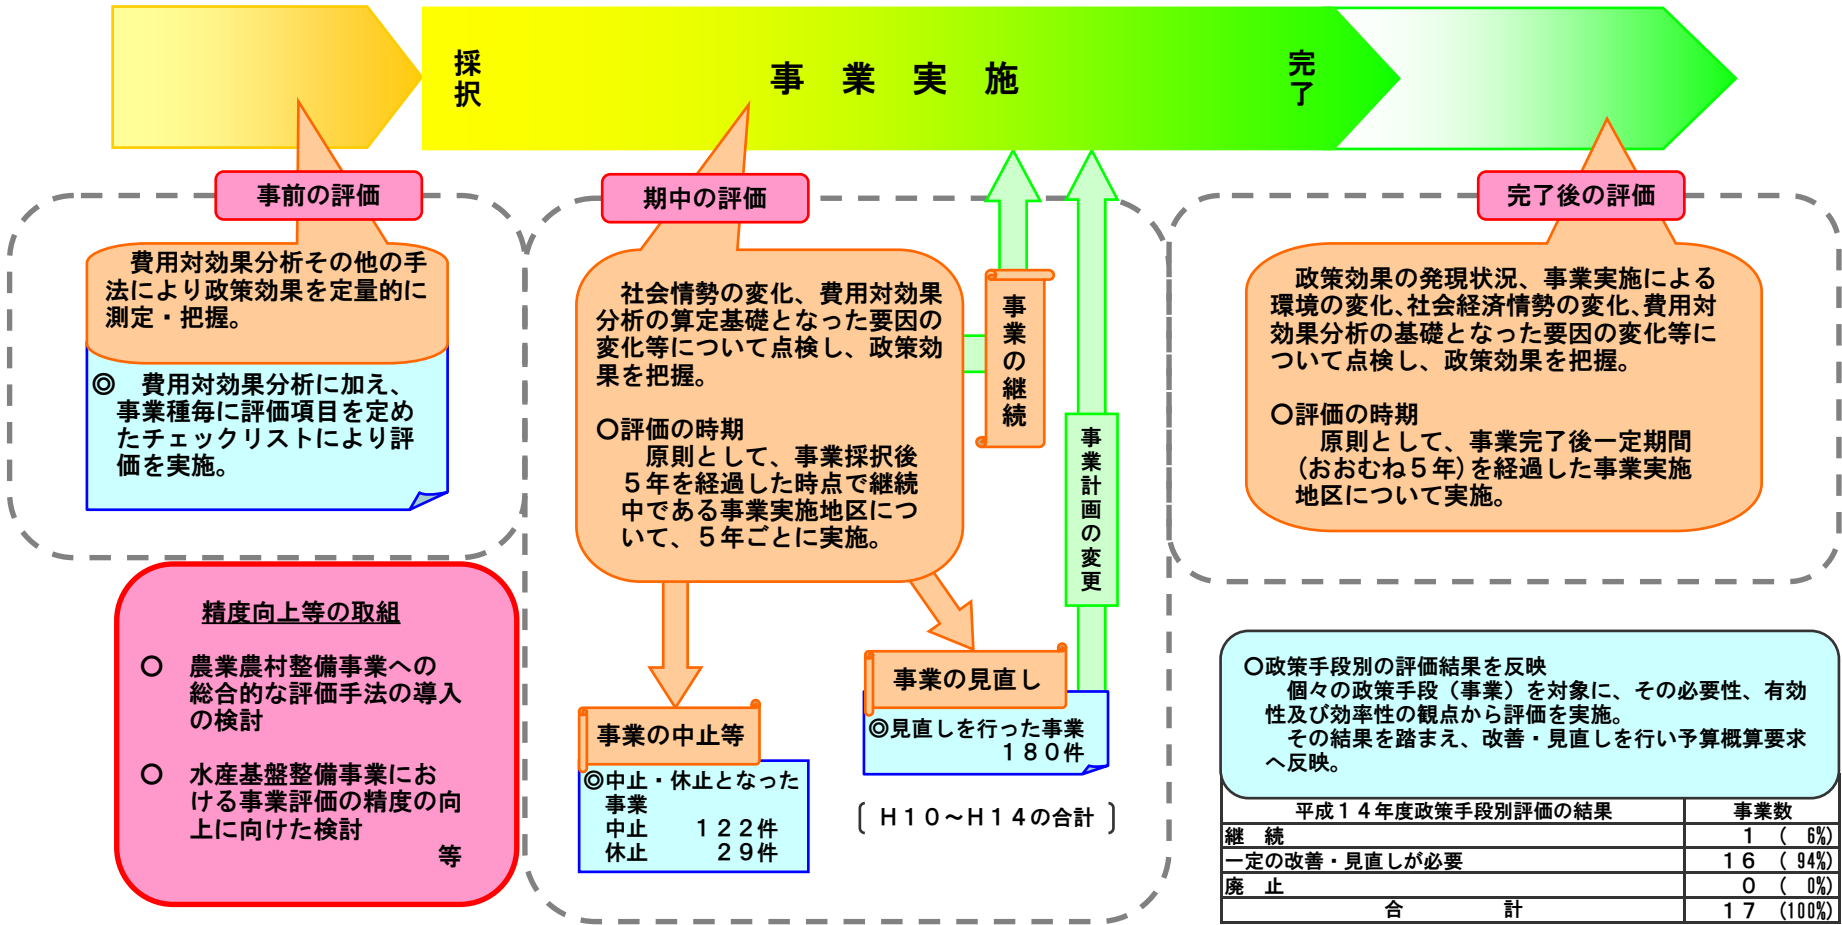 採択
事業実施
完了
事前の評価
費用対効果分析その他の手
法により政策効果を定量的に
測定・把握。
◎　費用対効果分析に加え、
事業種毎に評価項目を定め
たチェックリストにより評
価を実施。
精度向上等の取組
○　農業農村整備事業への
総合的な評価手法の導入
の検討
○　水産基盤整備事業にお
ける事業評価の精度の向
上に向けた検討
等
期中の評価
社会情勢の変化、費用対効果
分析の算定基礎となった要因の
変化等について点検し、政策効
果を把握。
○評価の時期
原則として、事業採択後
５年を経過した時点で継続
中である事業実施地区につ
いて、５年ごとに実施。
事業の継続
事業計画の変更
事業の中止等
◎中止・休止となった
事業
中止　１２２件
休止　２９件
事業の見直し
◎見直しを行った事業
１８０件
〔 Ｈ１０～Ｈ１４の合計 〕
完了後の評価
政策効果の発現状況、事業実施による
環境の変化、社会経済情勢の変化、費用対
効果分析の基礎となった要因の変化等に
ついて点検し、政策効果を把握。
○評価の時期
原則として、事業完了後一定期間
(おおむね５年)を経過した事業実施
地区について実施。
○政策手段別の評価結果を反映
個々の政策手段（事業）を対象に、その必要性、有効
性及び効率性の観点から評価を実施。
その結果を踏まえ、改善・見直しを行い予算概算要求
へ反映。
平成１４年度政策手段別評価の結果　事業数
継　続　１ (　6%)
一定の改善・見直しが必要　１６ ( 94%)
廃　止　０ (　0%)
合　計　１７ (100%)